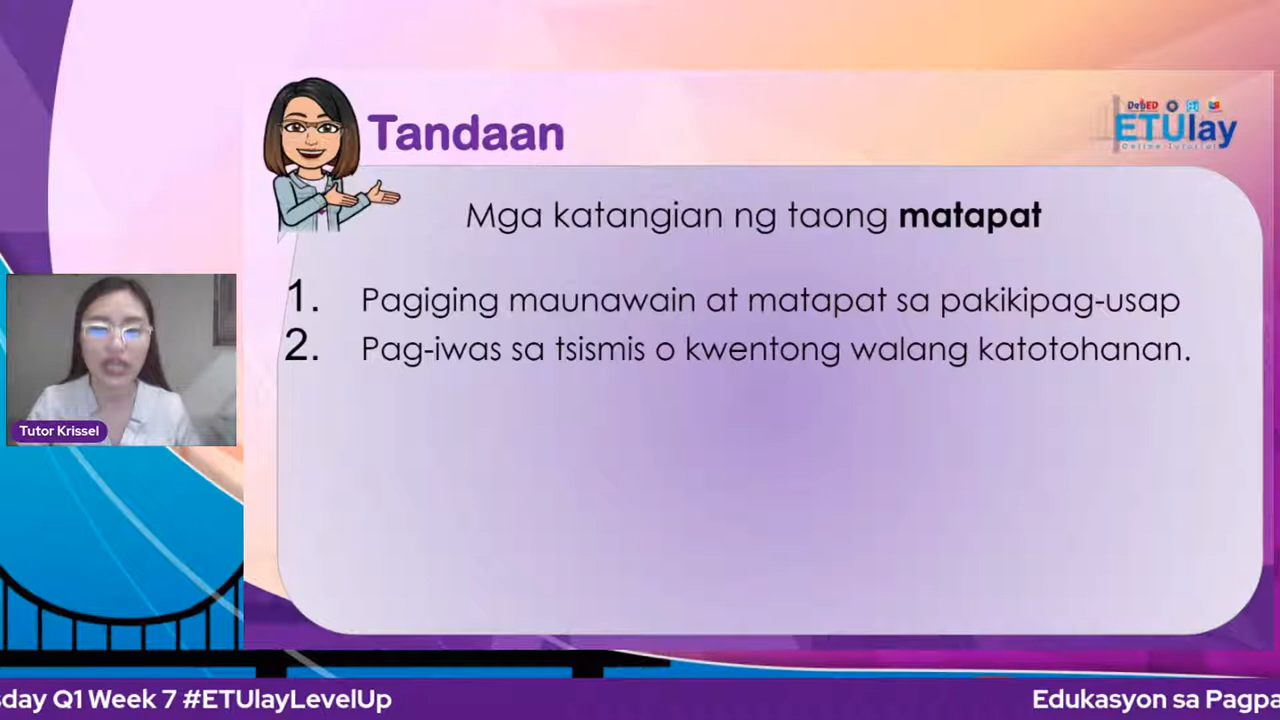 Tandaan
DepED
ETUlay
Online Tutorial
Mga katangian ng taong matapat
1. Pagiging maunawain at matapat sa pakikipag-usap
2. Pag-iwas sa tsismis o kwentong walang katotohanan.
Tutor Krissel
sday Q1 Week 7 #ETUlayLevelUp
Edukasyon sa Pagpa